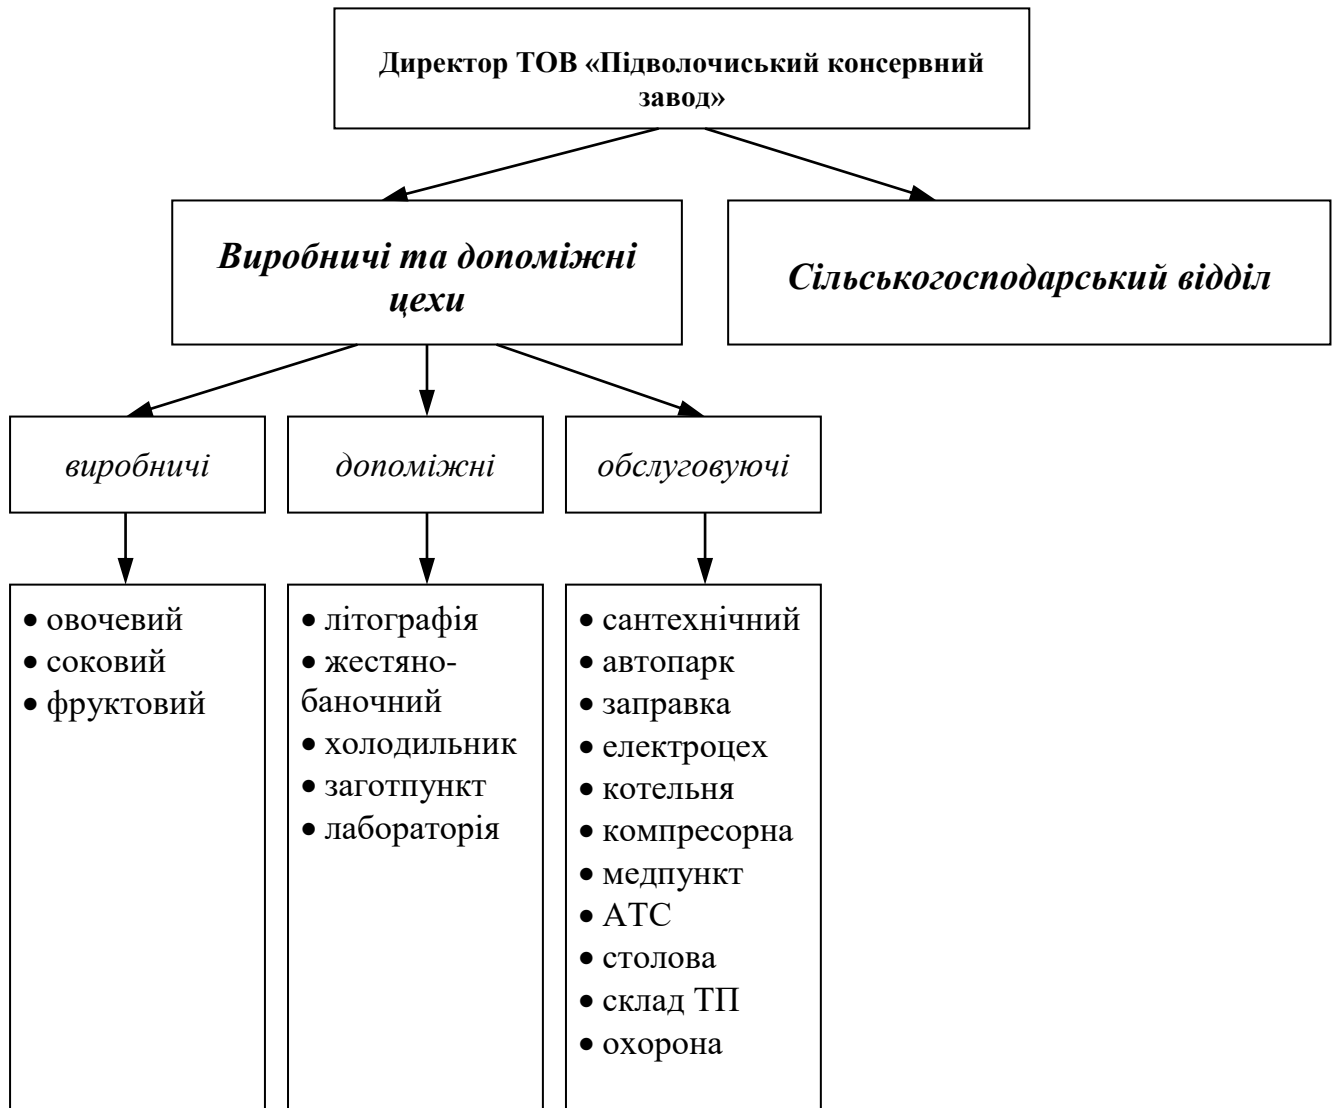 Директор ТОВ «Підволочиський консервний
завод»
Виробничі та допоміжні
цехи
Сільськогосподарський відділ
виробничі
допоміжні
обслуговуючі
• овочевий
• соковий
• фруктовий
• літографія
• жестяно-
баночний
• холодильник
• заготпункт
• лабораторія
• сантехнічний
• автопарк
• заправка
• електроцех
• котельня
• компресорна
• медпункт
• АТС
• столова
• склад ТП
• охорона